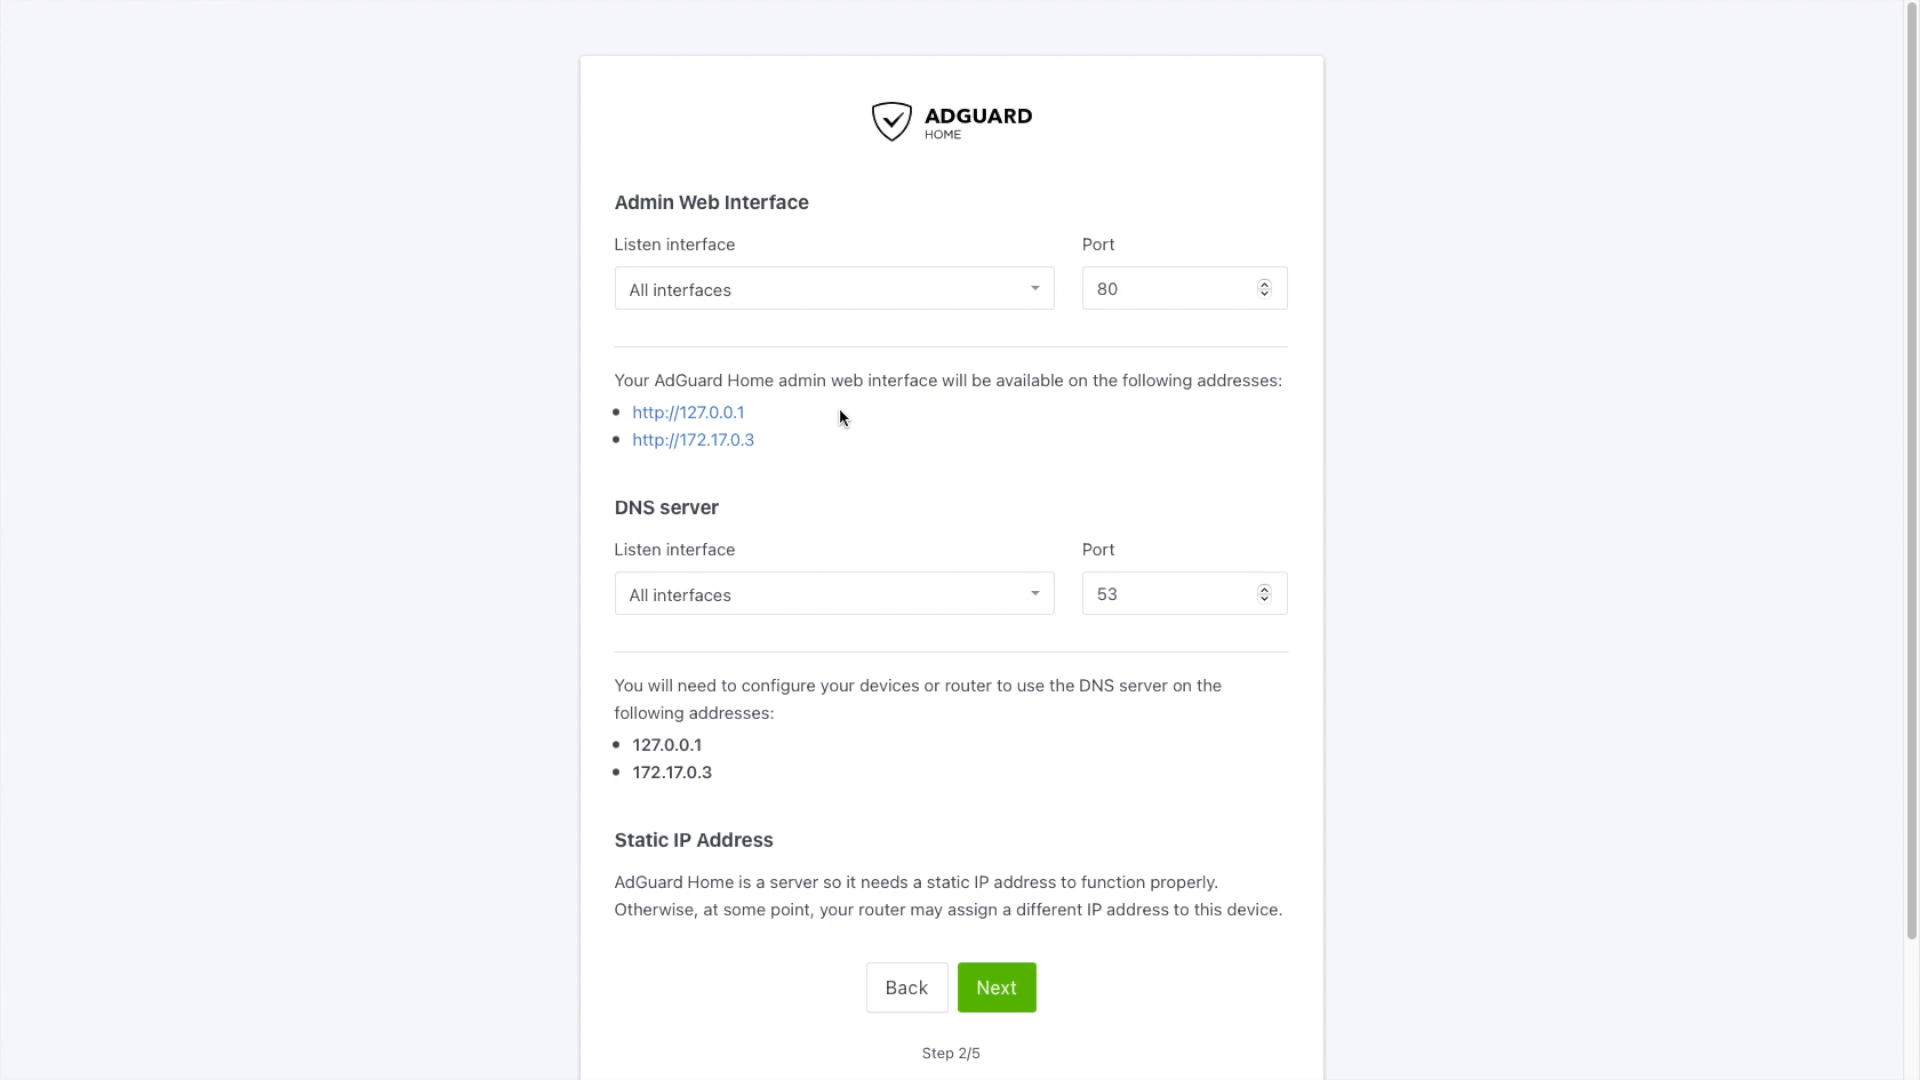 ADGUARD
HOME
Admin Web Interface
Listen interface
Port
All interfaces
80
Your AdGuard Home admin web interface will be available on the following addresses:
http://127.0.0.1
http://172.17.0.3
DNS server
Listen interface
Port
All interfaces
53
You will need to configure your devices or router to use the DNS server on the
following addresses:
127.0.0.1
172.17.0.3
Static IP Address
AdGuard Home is a server so it needs a static IP address to function properly.
Otherwise, at some point, your router may assign a different IP address to this device.
Back
Next
Step 2/5